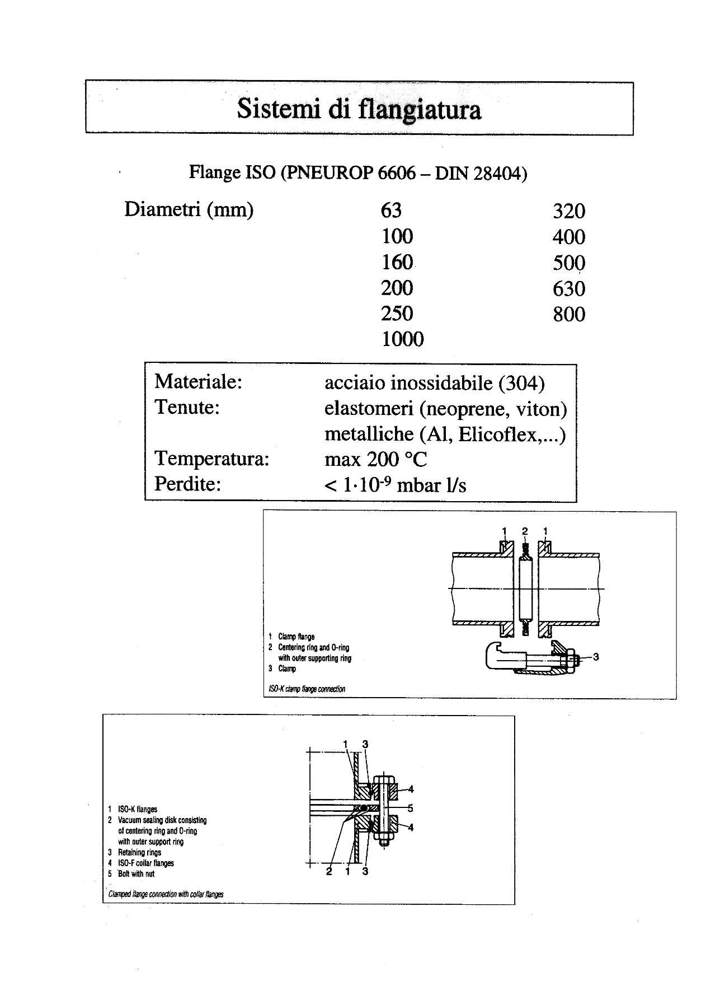 Sistemi di flangiatura
Flange ISO (PNEUROP 6606 – DIN 28404)
Diametri (mm) 63 320
100 400
160 500
200 630
250 800
1000
Materiale: acciaio inossidabile (304)
Tenute: elastomeri (neoprene, viton)
metalliche (Al, Elicoflex,...)
Temperatura: max 200 °C
Perdite: < 1·10⁻⁹ mbar l/s
1 2 1
3
1 Clamp flange
2 Centering ring and O-ring
with outer supporting ring
3 Clamp
ISO-K clamp flange connection
1 3
4
5
4
2 1 3
1 ISO-K flanges
2 Vacuum sealing disk consisting
of centering ring and O-ring
with outer support ring
3 Retaining rings
4 ISO-F collar flanges
5 Bolt with nut
Clamped flange connection with collar flanges